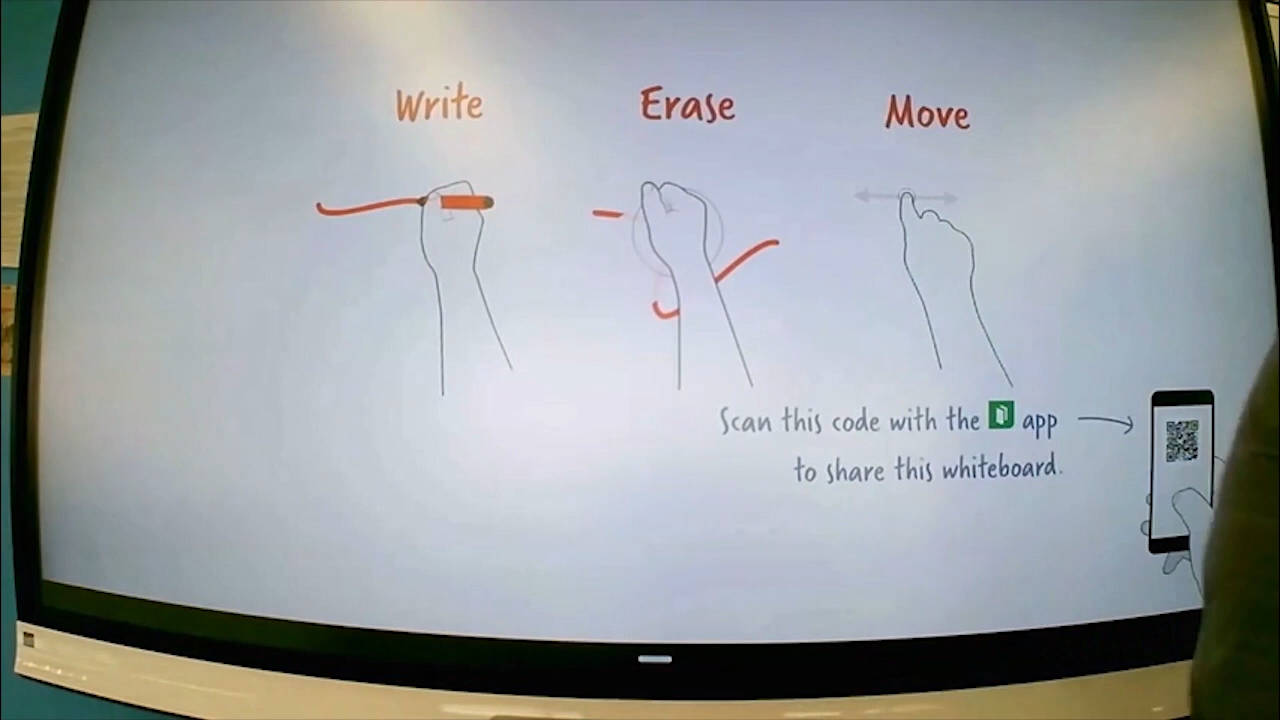 Write
Erase
Move
Scan this code with the app
to share this whiteboard.